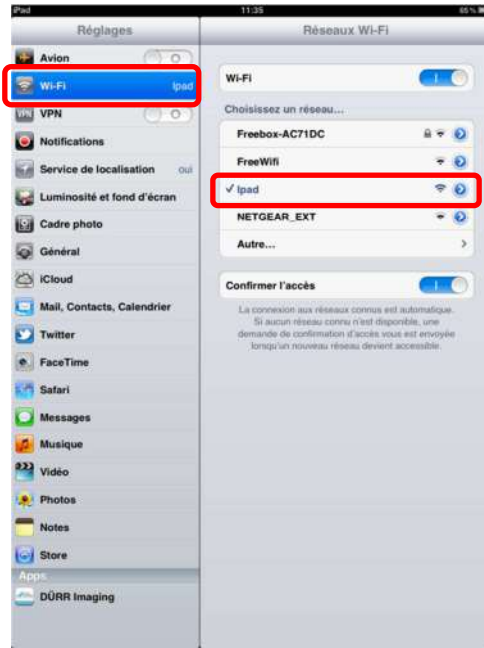 iPad 11:35 65 %
Réglages
Réseaux Wi-Fi
Avion
Wi-Fi Ipad
VPN
Notifications
Service de localisation oui
Luminosité et fond d'écran
Cadre photo
Général
iCloud
Mail, Contacts, Calendrier
Twitter
FaceTime
Safari
Messages
Musique
Vidéo
Photos
Notes
Store
Apps
DÜRR Imaging
Wi-Fi
Choisissez un réseau...
Freebox-AC71DC
FreeWifi
✓ Ipad
NETGEAR_EXT
Autre...
Confirmer l'accès
La connexion aux réseaux connus est automatique.
Si aucun réseau connu n'est disponible, une
demande de confirmation d'accès vous est envoyée
lorsqu'un nouveau réseau devient accessible.